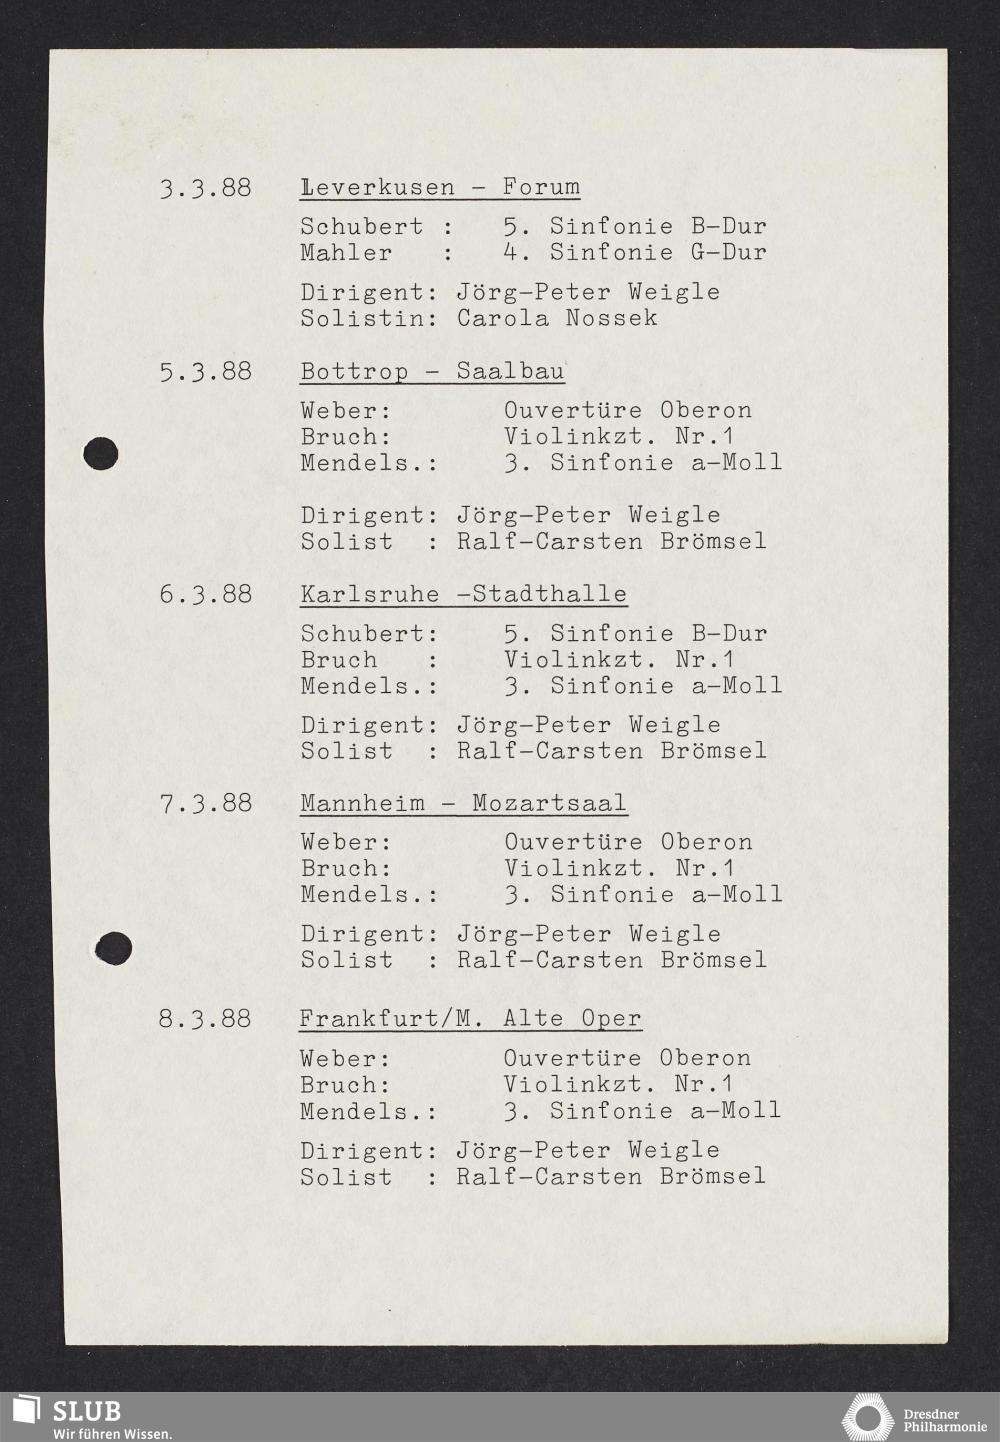 3.3.88 Leverkusen - Forum
Schubert : 5. Sinfonie B-Dur
Mahler : 4. Sinfonie G-Dur
Dirigent: Jörg-Peter Weigle
Solistin: Carola Nossek
5.3.88 Bottrop - Saalbau
Weber: Ouvertüre Oberon
Bruch: Violinkzt. Nr.1
Mendels.: 3. Sinfonie a-Moll
Dirigent: Jörg-Peter Weigle
Solist : Ralf-Carsten Brömsel
6.3.88 Karlsruhe -Stadthalle
Schubert: 5. Sinfonie B-Dur
Bruch : Violinkzt. Nr.1
Mendels.: 3. Sinfonie a-Moll
Dirigent: Jörg-Peter Weigle
Solist : Ralf-Carsten Brömsel
7.3.88 Mannheim - Mozartsaal
Weber: Ouvertüre Oberon
Bruch: Violinkzt. Nr.1
Mendels.: 3. Sinfonie a-Moll
Dirigent: Jörg-Peter Weigle
Solist : Ralf-Carsten Brömsel
8.3.88 Frankfurt/M. Alte Oper
Weber: Ouvertüre Oberon
Bruch: Violinkzt. Nr.1
Mendels.: 3. Sinfonie a-Moll
Dirigent: Jörg-Peter Weigle
Solist : Ralf-Carsten Brömsel
SLUB
Wir führen Wissen.
Dresdner
Philharmonie